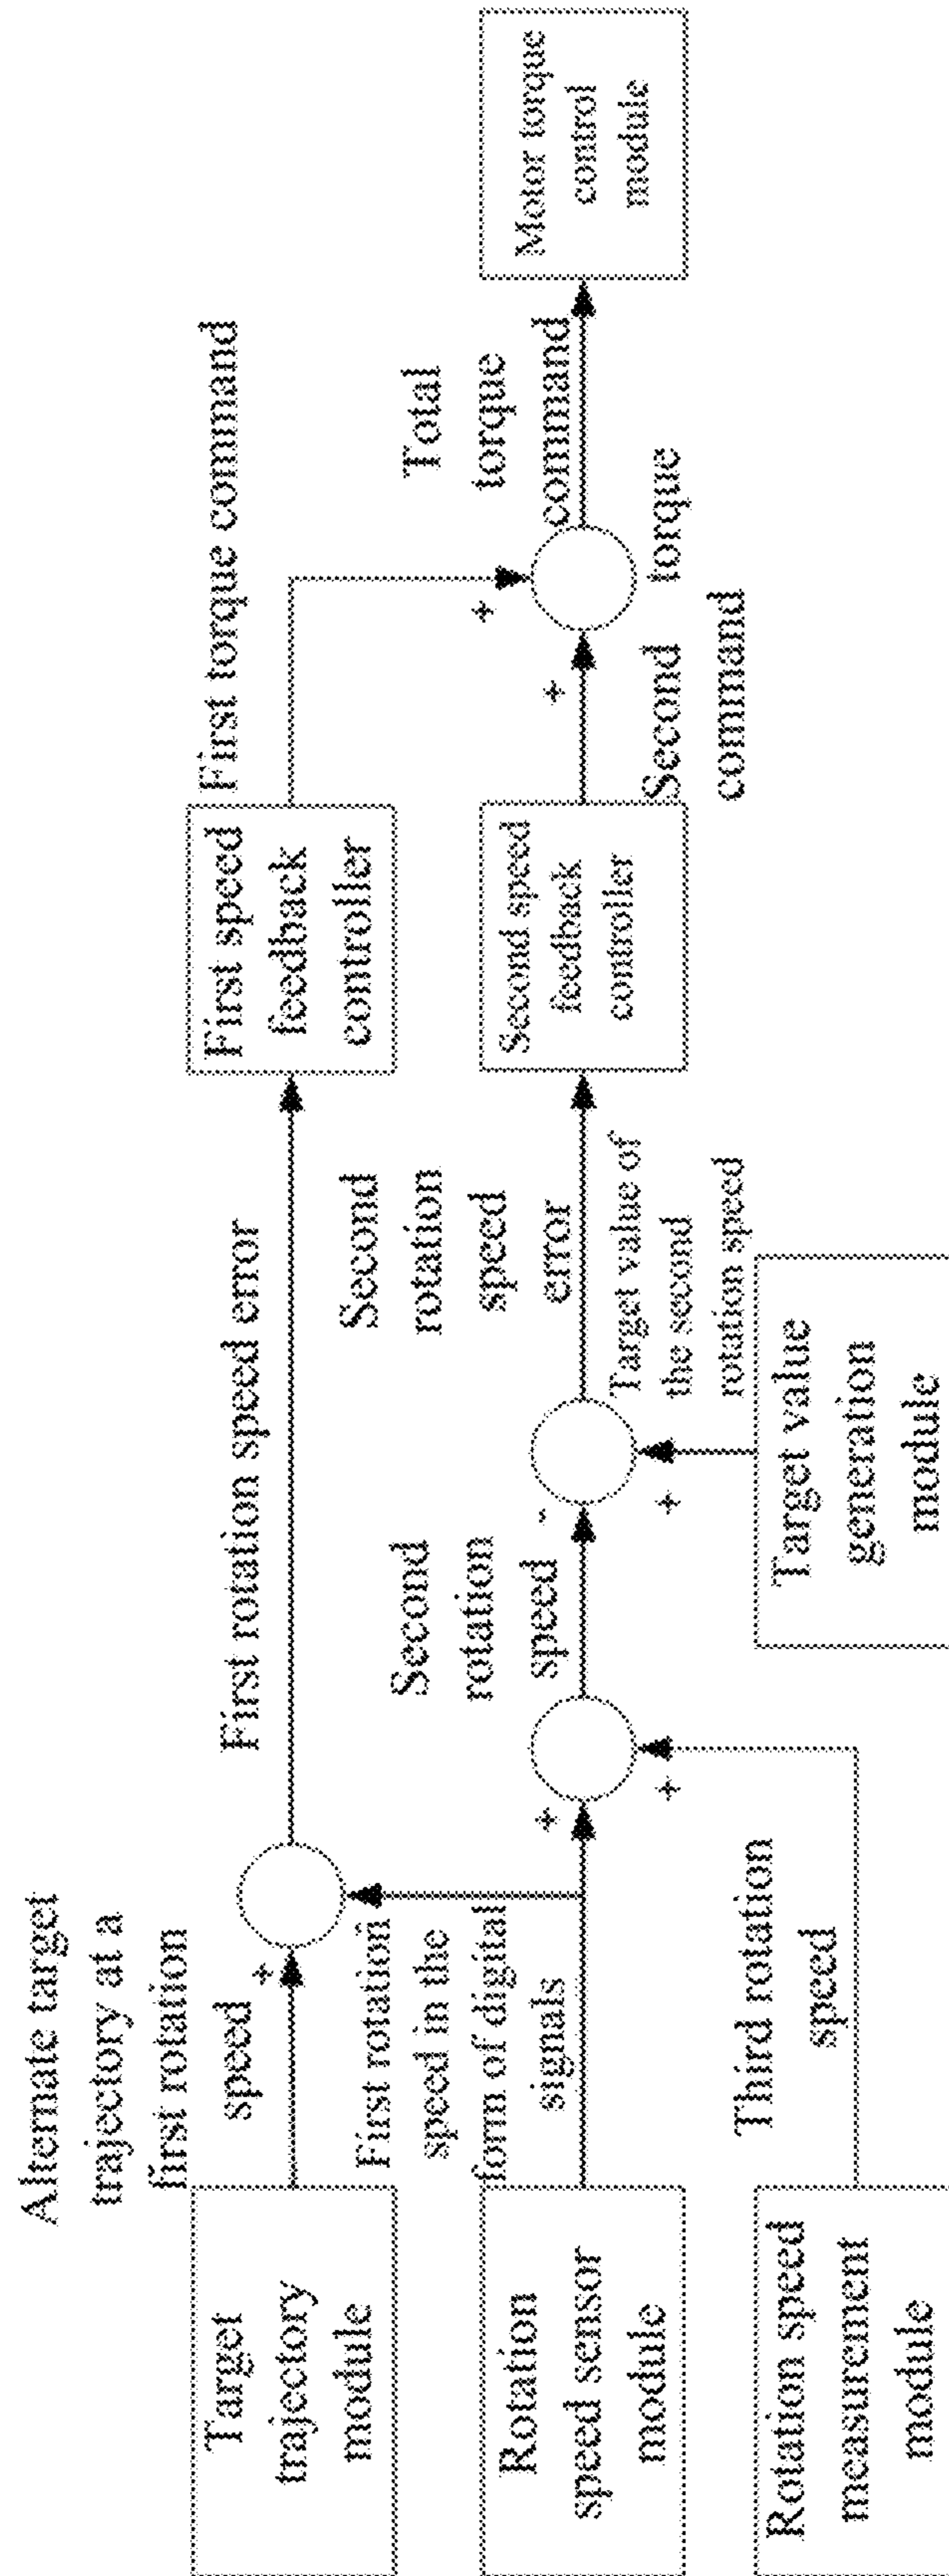 Alternate target
trajectory at a
first rotation
speed
+
Target
trajectory
module
First rotation speed error
First speed
feedback
controller
First torque command
First rotation
speed in the
form of digital
signals
Rotation
speed sensor
module
+
+
Second
rotation
speed
-
+
Second
rotation
speed
error
Target value of
the second
rotation speed
Second speed
feedback
controller
+
+
Second torque
command
Total
torque
command
Motor torque
control
module
Third rotation
speed
Rotation speed
measurement
module
Target value
generation
module